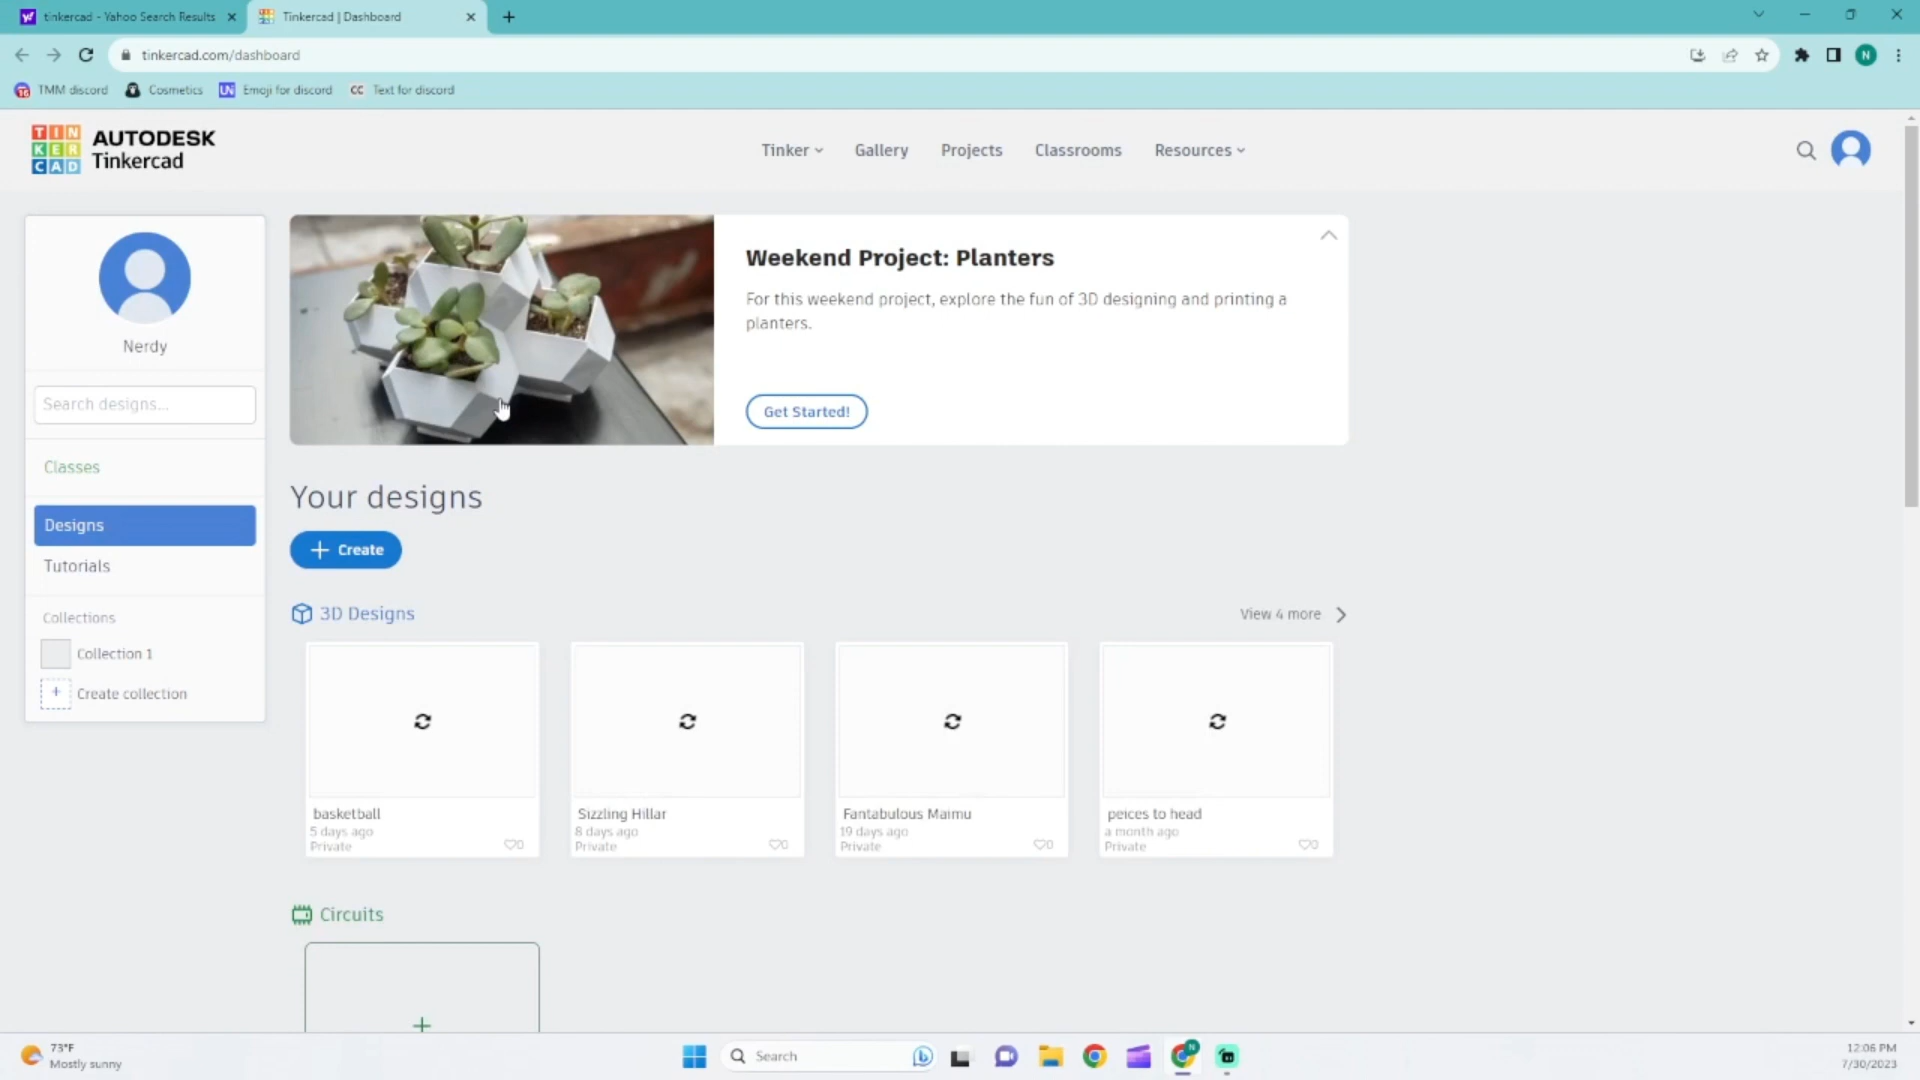 tinkercad - Yahoo Search Results
Tinkercad | Dashboard
tinkercad.com/dashboard
N
TMM discord
Cosmetics
Emoji for discord
CC Text for discord
TIN
KER
CAD
AUTODESK
Tinkercad
Tinker
Gallery
Projects
Classrooms
Resources
Nerdy
Search designs...
Classes
Designs
Tutorials
Collections
Collection 1
Create collection
Weekend Project: Planters
For this weekend project, explore the fun of 3D designing and printing a
planters.
Get Started!
Your designs
Create
3D Designs
View 4 more
basketball
5 days ago
Private
0
Sizzling Hillar
8 days ago
Private
0
Fantabulous Maimu
19 days ago
Private
0
peices to head
a month ago
Private
0
Circuits
73°F
Mostly sunny
Search
12:06 PM
7/30/2023